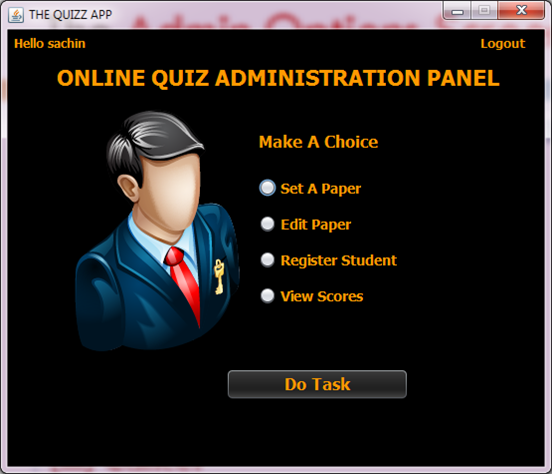 THE QUIZZ APP
Hello sachin
Logout
ONLINE QUIZ ADMINISTRATION PANEL
Make A Choice
Set A Paper
Edit Paper
Register Student
View Scores
Do Task